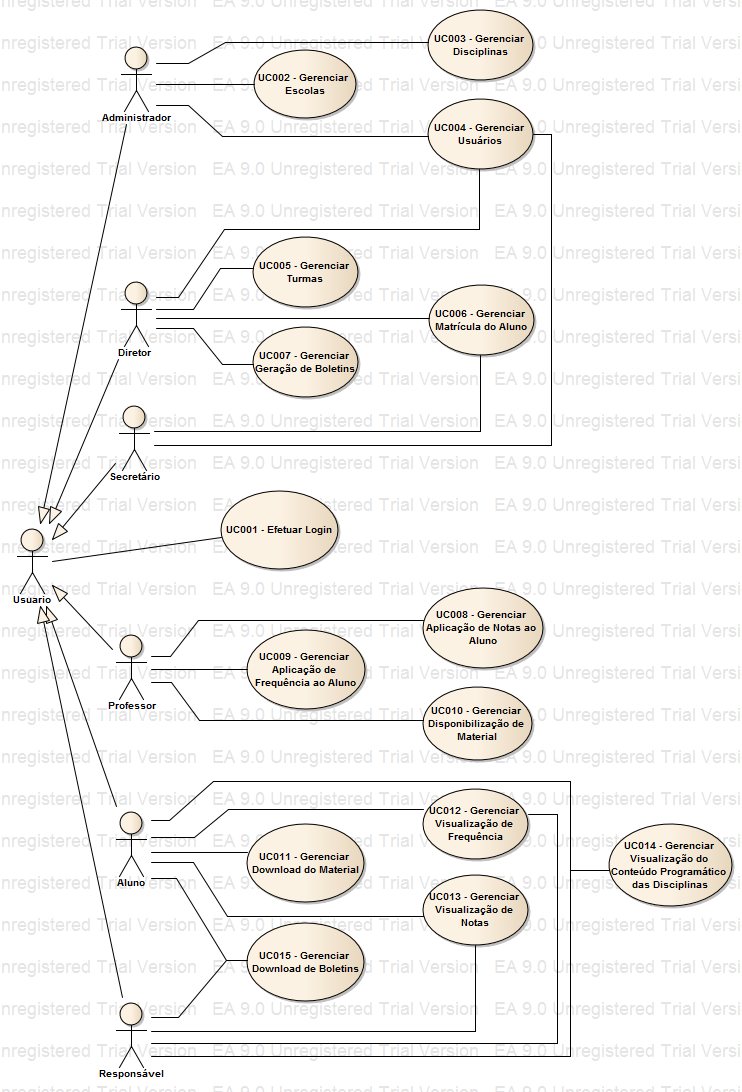 UC003 - Gerenciar
Disciplinas
UC002 - Gerenciar
Escolas
Administrador
UC004 - Gerenciar
Usuários
UC005 - Gerenciar
Turmas
UC006 - Gerenciar
Matrícula do Aluno
Diretor
UC007 - Gerenciar
Geração de Boletins
Secretário
UC001 - Efetuar Login
Usuario
UC008 - Gerenciar
Aplicação de Notas ao
Aluno
UC009 - Gerenciar
Aplicação de
Frequência ao Aluno
Professor
UC010 - Gerenciar
Disponibilização de
Material
UC012 - Gerenciar
Visualização de
Frequência
UC014 - Gerenciar
Visualização do
Conteúdo Programático
das Disciplinas
UC011 - Gerenciar
Download do Material
Aluno
UC013 - Gerenciar
Visualização de
Notas
UC015 - Gerenciar
Download de Boletins
Responsável
EA 9.0 Unregistered Trial Version